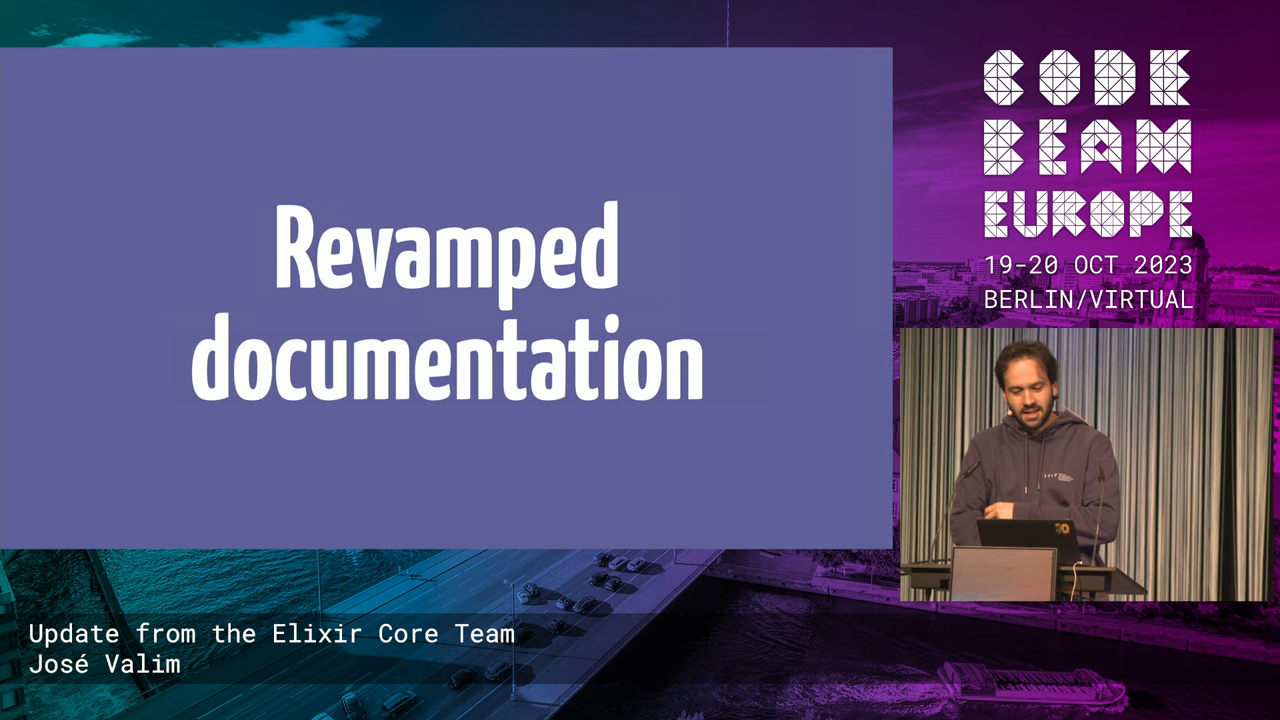 Revamped
documentation
CODE
BEAM
EUROPE
19-20 OCT 2023
BERLIN/VIRTUAL
Update from the Elixir Core Team
José Valim